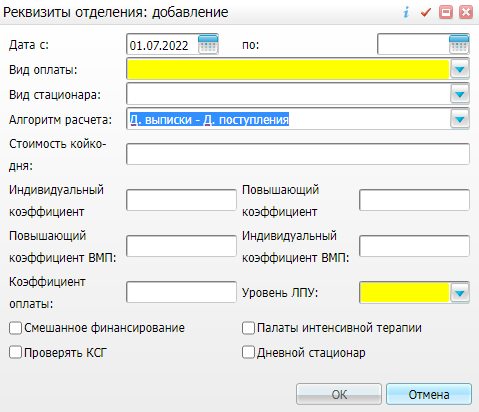 Реквизиты отделения: добавление
Дата с: 01.07.2022 по:
Вид оплаты:
Вид стационара:
Алгоритм расчета: Д. выписки - Д. поступления
Стоимость койко-
дня:
Индивидуальный Повышающий
коэффициент коэффициент
Повышающий Индивидуальный
коэффициент ВМП: коэффициент ВМП:
Коэффициент
оплаты: Уровень ЛПУ:
Смешанное финансирование Палаты интенсивной терапии
Проверять КСГ Дневной стационар
ОК Отмена